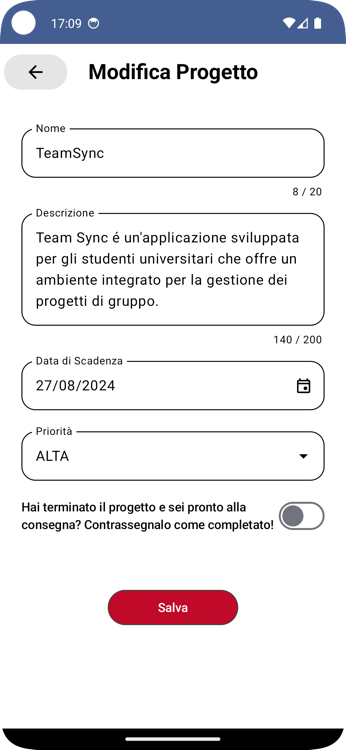 17:09
Modifica Progetto
Nome
TeamSync
8 / 20
Descrizione
Team Sync é un'applicazione sviluppata
per gli studenti universitari che offre un
ambiente integrato per la gestione dei
progetti di gruppo.
140 / 200
Data di Scadenza
27/08/2024
Priorità
ALTA
Hai terminato il progetto e sei pronto alla
consegna? Contrassegnalo come completato!
Salva